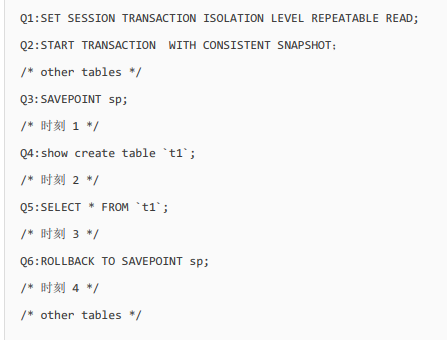 Q1:SET SESSION TRANSACTION ISOLATION LEVEL REPEATABLE READ;
Q2:START TRANSACTION  WITH CONSISTENT SNAPSHOT；
/* other tables */
Q3:SAVEPOINT sp;
/* 时刻 1 */
Q4:show create table `t1`;
/* 时刻 2 */
Q5:SELECT * FROM `t1`;
/* 时刻 3 */
Q6:ROLLBACK TO SAVEPOINT sp;
/* 时刻 4 */
/* other tables */